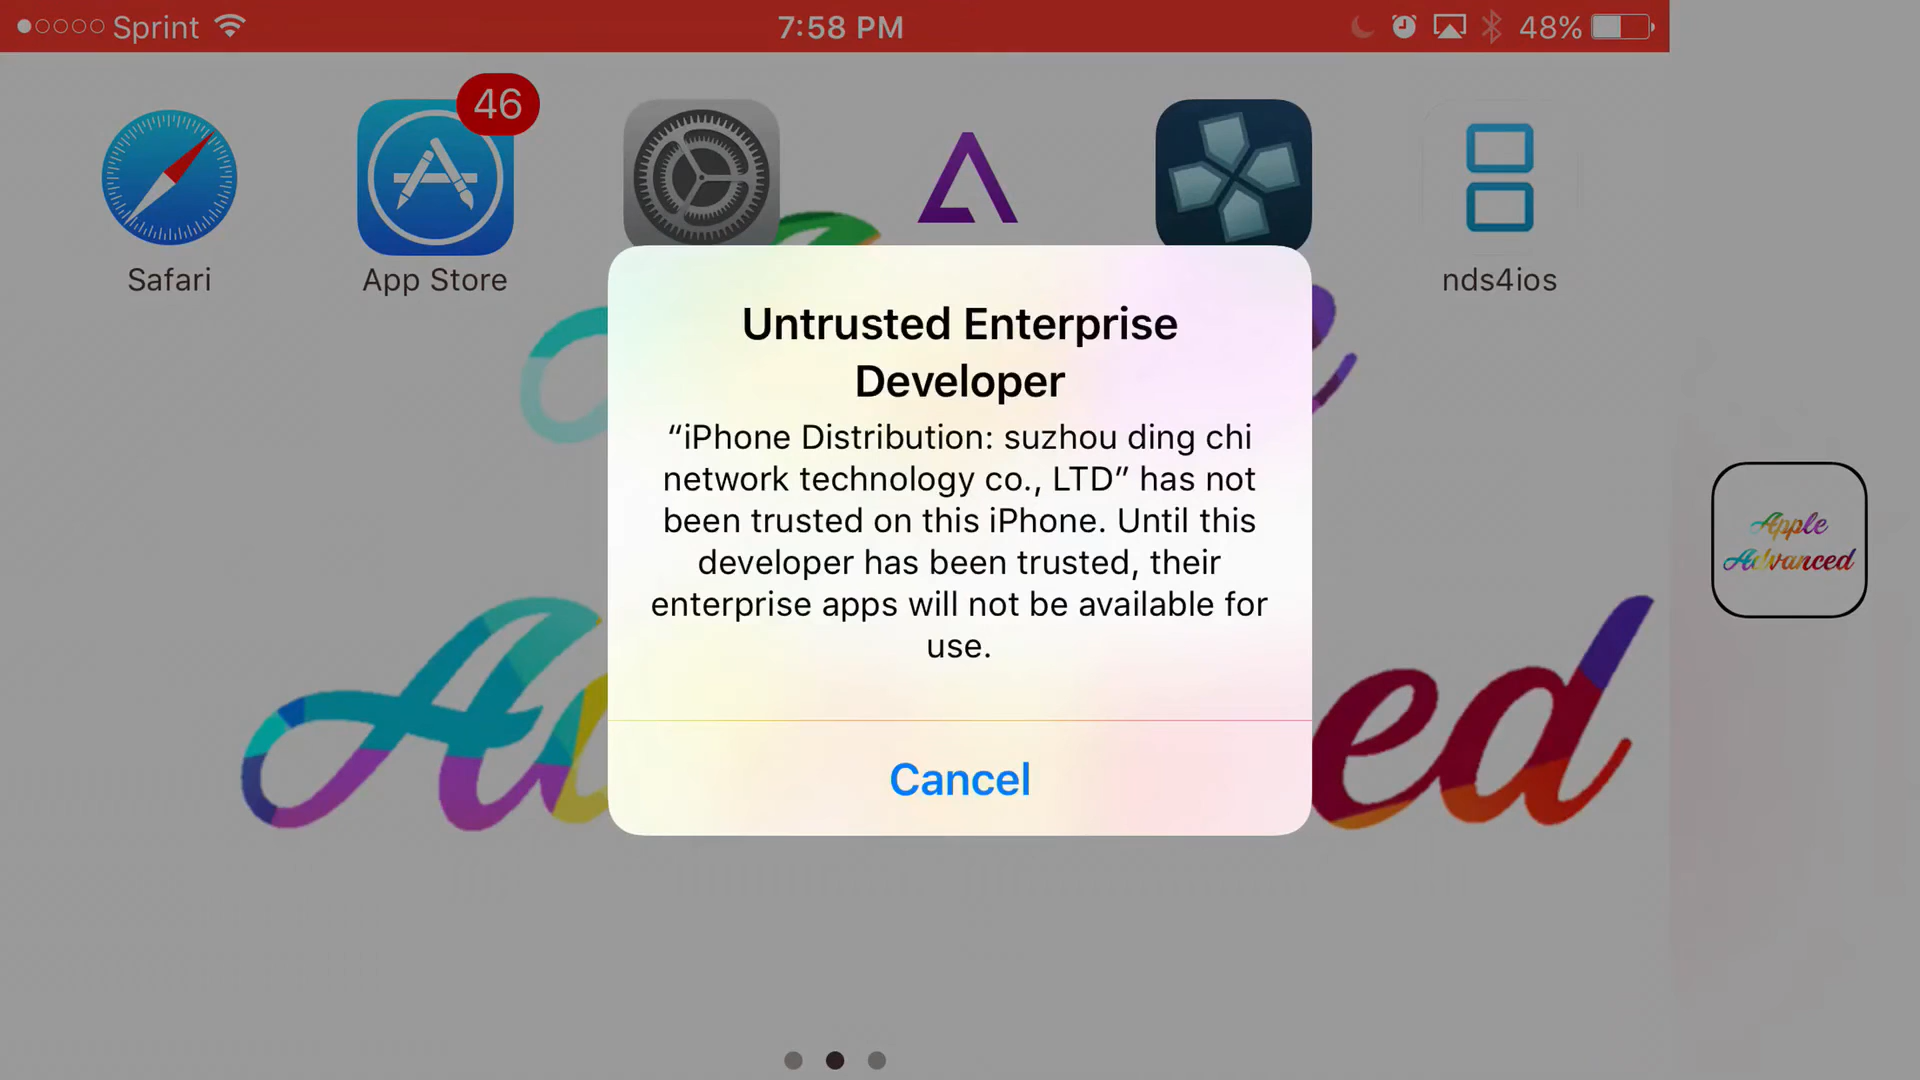 Sprint 7:58 PM 48%
46
Safari App Store nds4ios
Untrusted Enterprise
Developer
“iPhone Distribution: suzhou ding chi
network technology co., LTD” has not
been trusted on this iPhone. Until this
developer has been trusted, their
enterprise apps will not be available for
use.
Cancel
Apple
Advanced